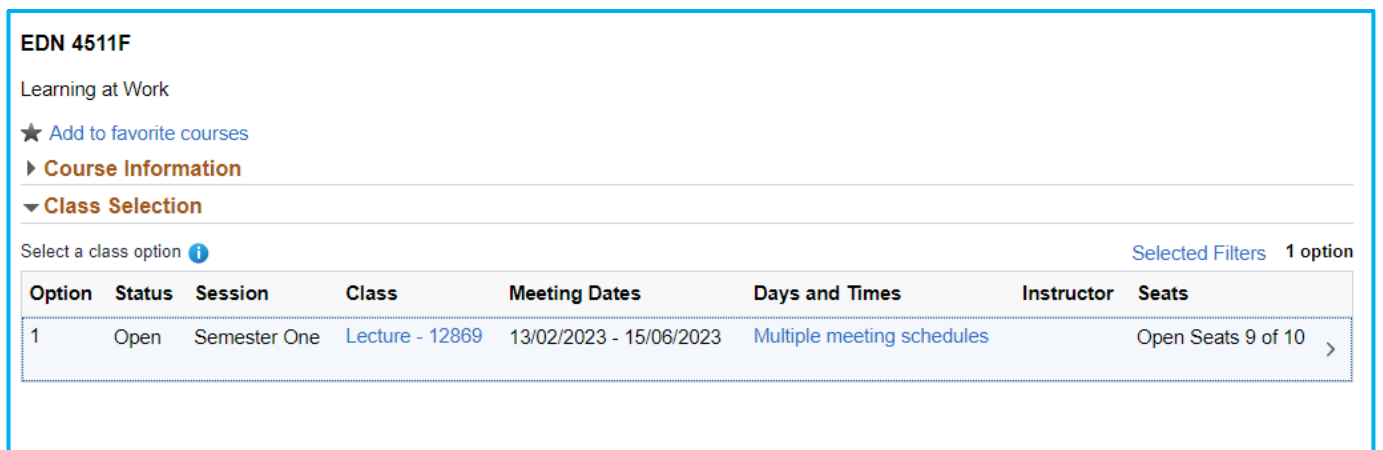 EDN 4511F
Learning at Work
Add to favorite courses
Course Information
Class Selection
Select a class option Selected Filters 1 option
Option Status Session Class Meeting Dates Days and Times Instructor Seats
1 Open Semester One Lecture - 12869 13/02/2023 - 15/06/2023 Multiple meeting schedules Open Seats 9 of 10